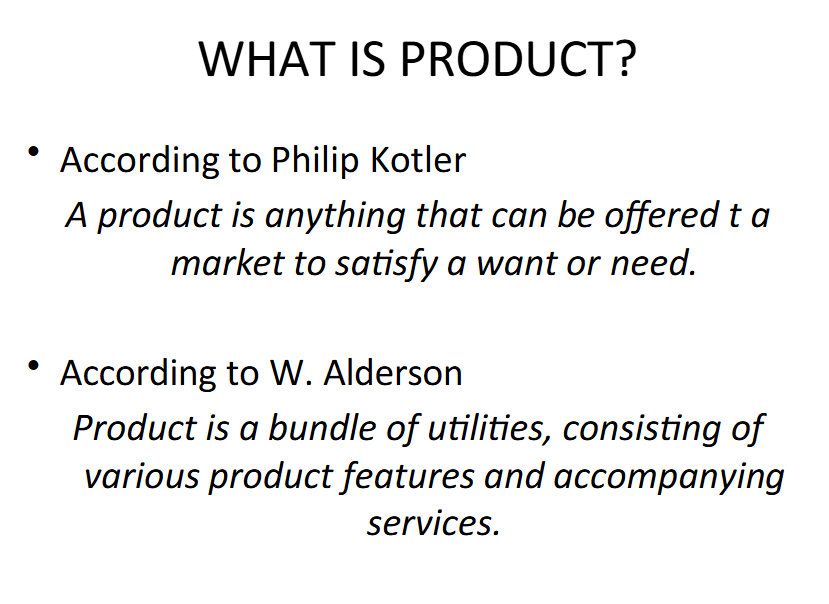 WHAT IS PRODUCT?
• According to Philip Kotler
A product is anything that can be offered t a
market to satisfy a want or need.
• According to W. Alderson
Product is a bundle of utilities, consisting of
various product features and accompanying
services.